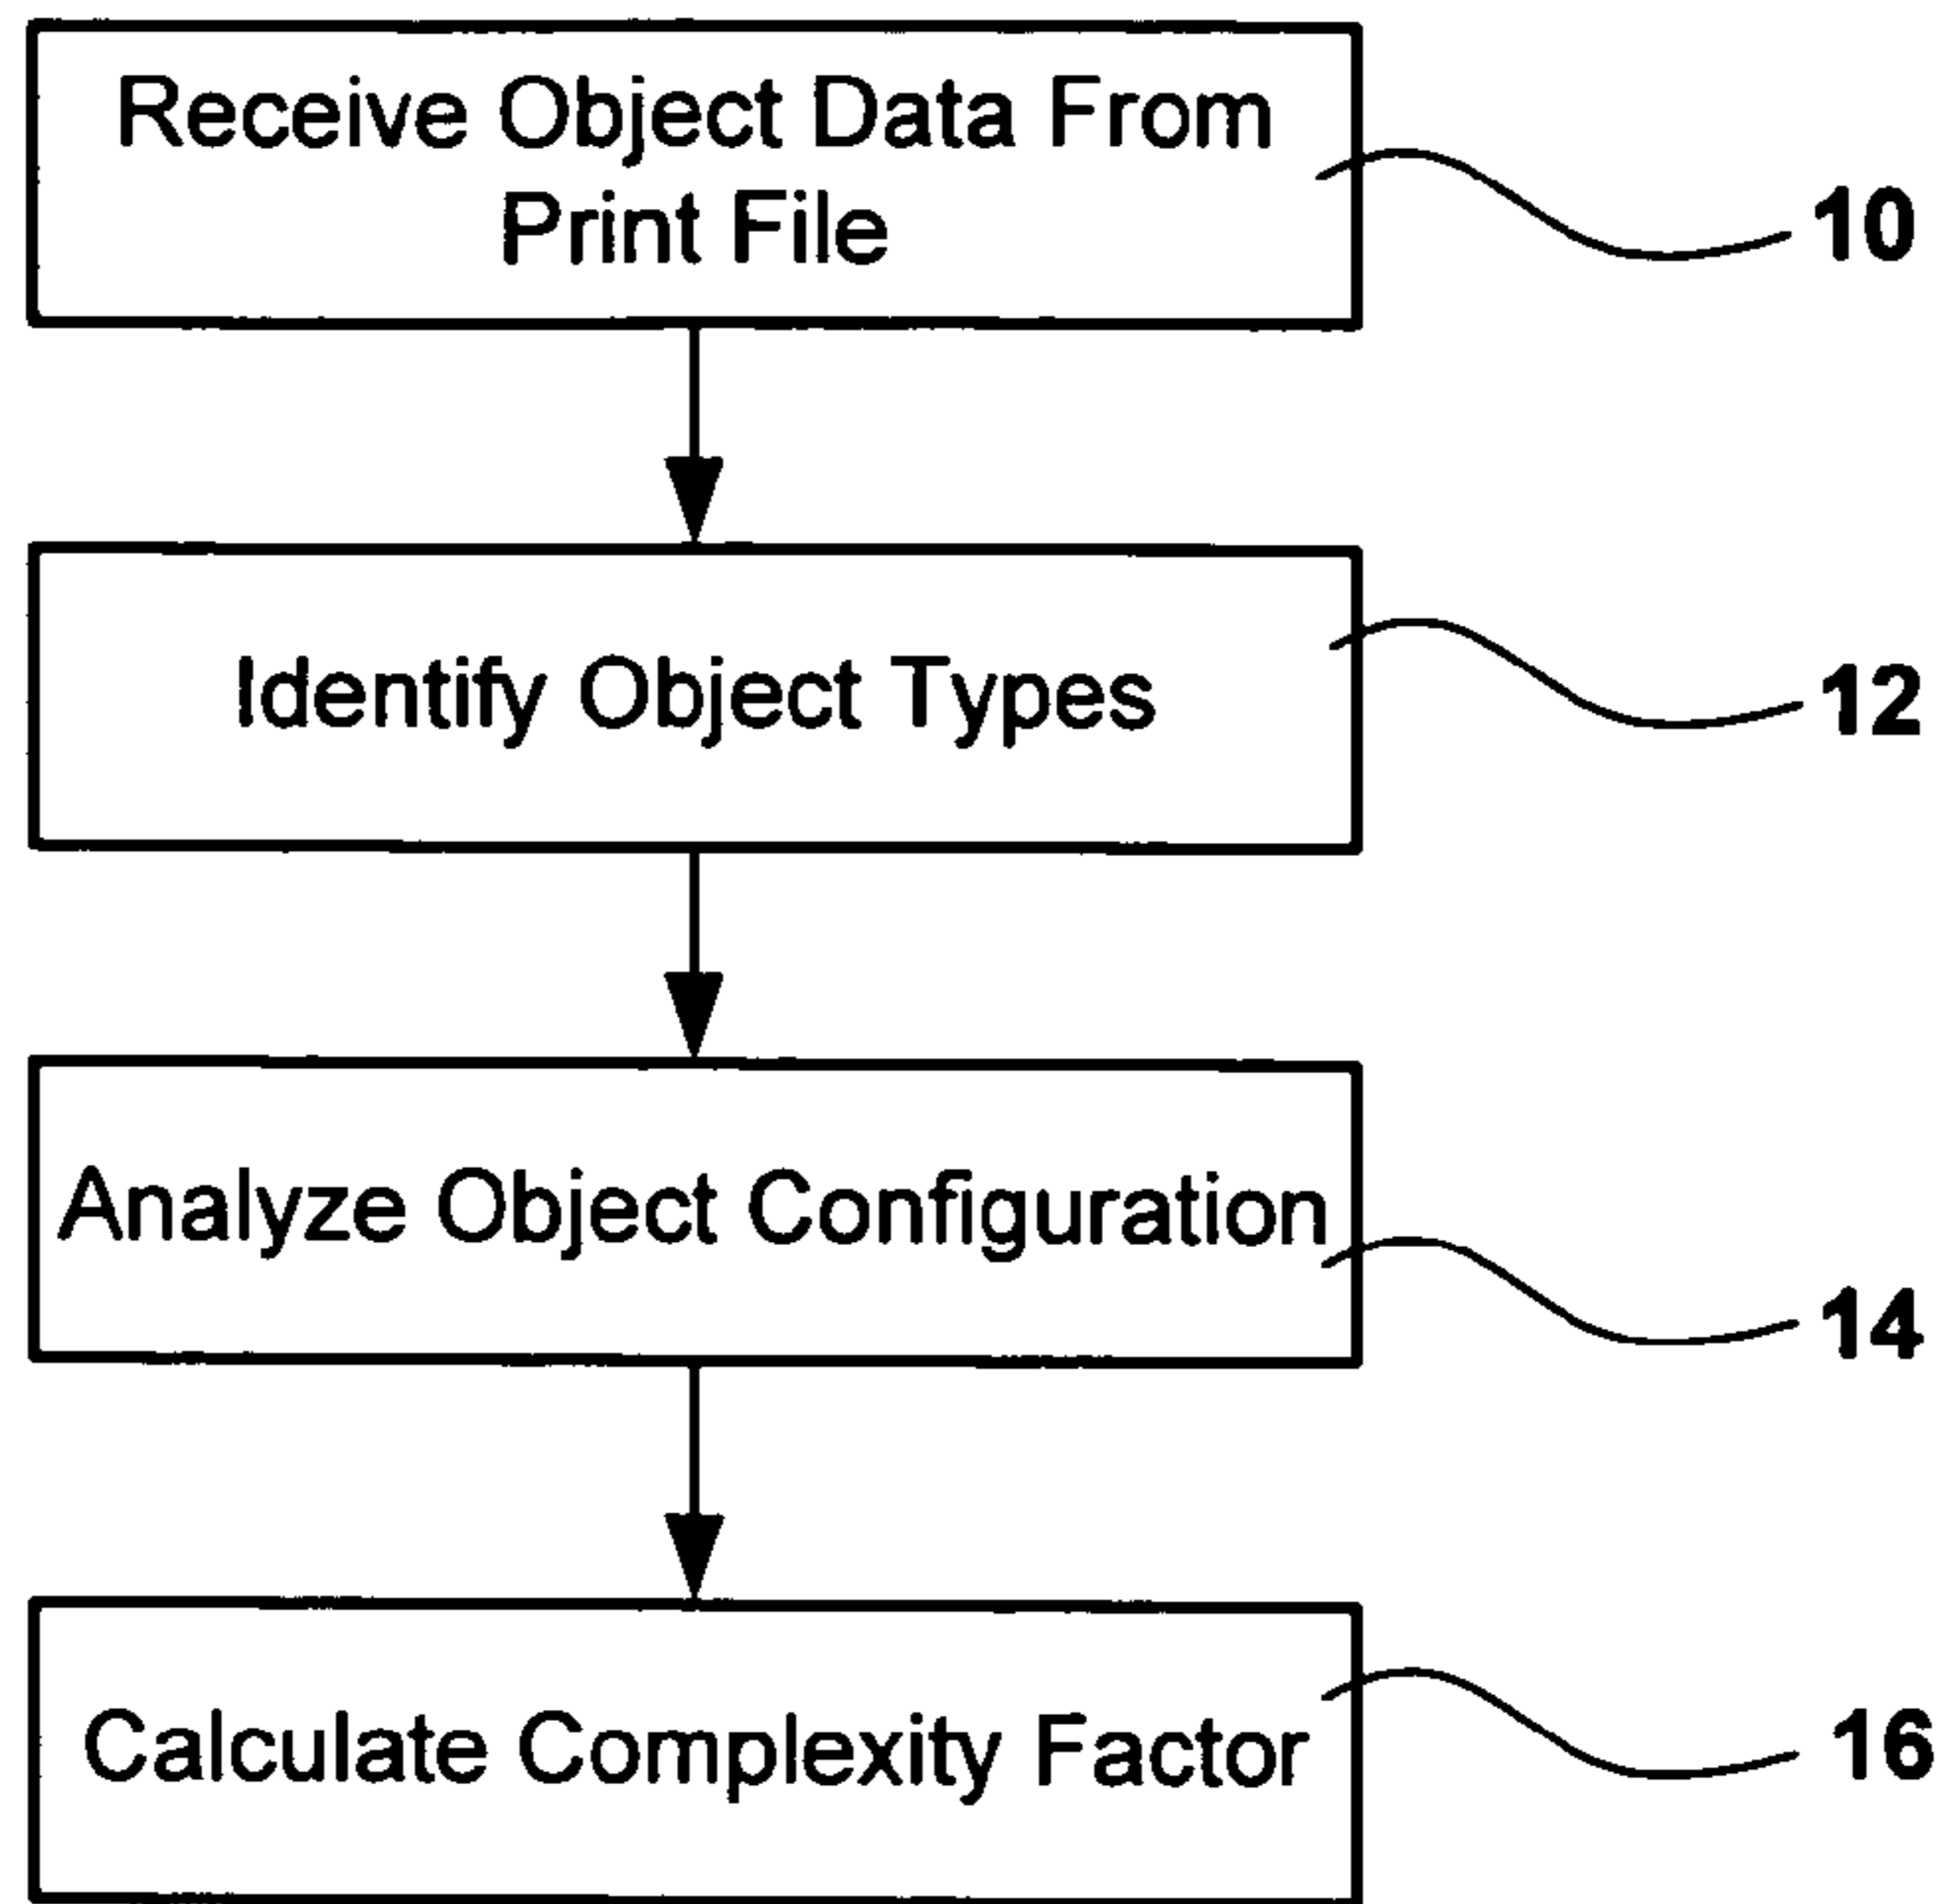 Receive Object Data From
Print File
10
Identify Object Types
12
Analyze Object Configuration
14
Calculate Complexity Factor
16